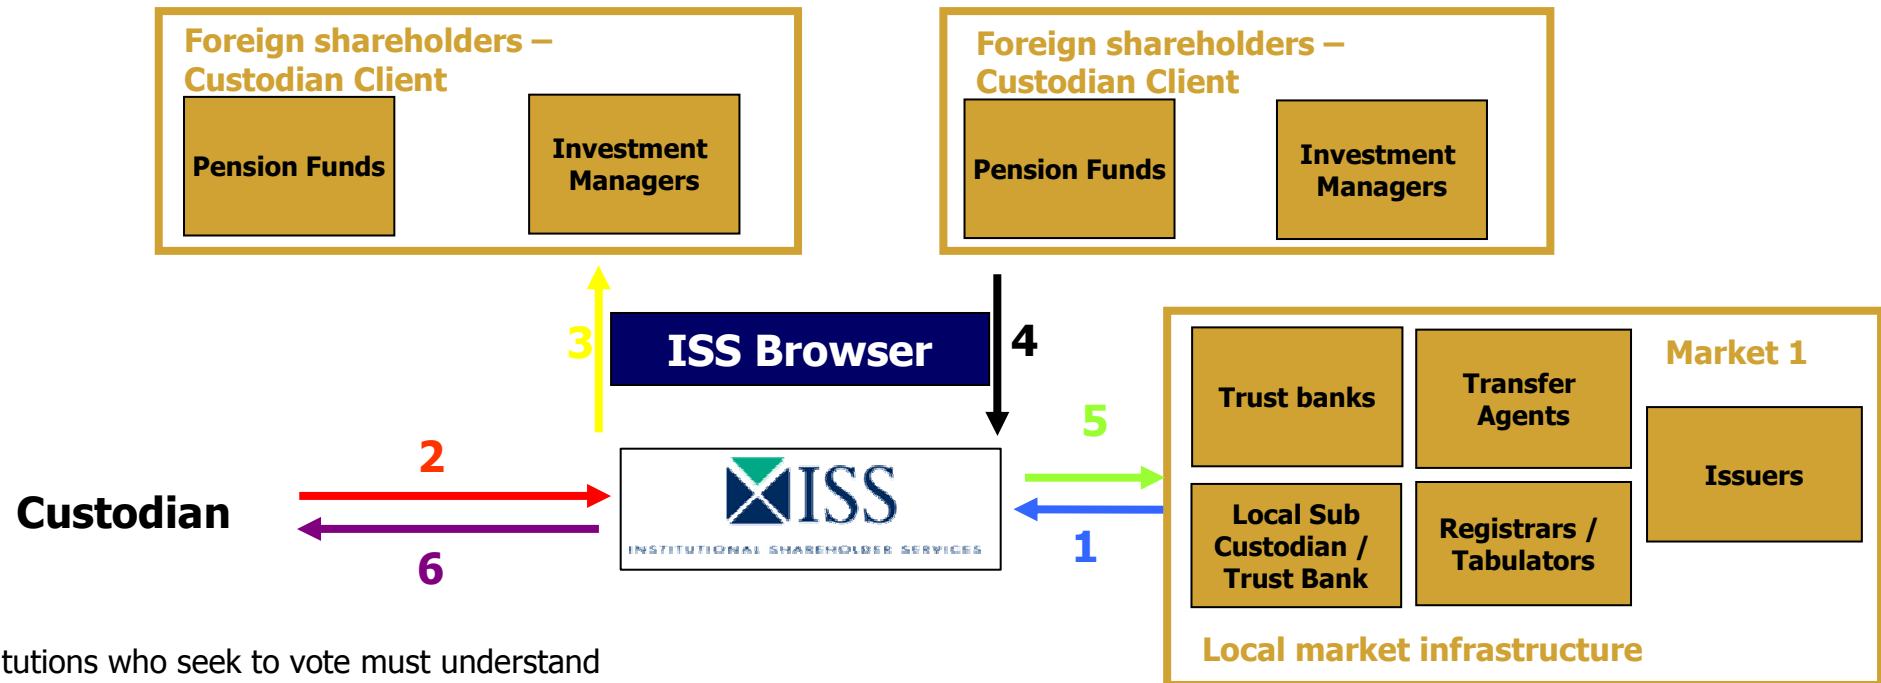 Foreign shareholders –
Custodian Client
Pension Funds
Investment
Managers
Foreign shareholders –
Custodian Client
Pension Funds
Investment
Managers
3
ISS Browser
4
Market 1
Trust banks
Transfer
Agents
Issuers
5
2
Custodian
ISS
INSTITUTIONAL SHAREHOLDER SERVICES
1
6
Local Sub
Custodian /
Trust Bank
Registrars /
Tabulators
Local market infrastructure
tutions who seek to vote must understand